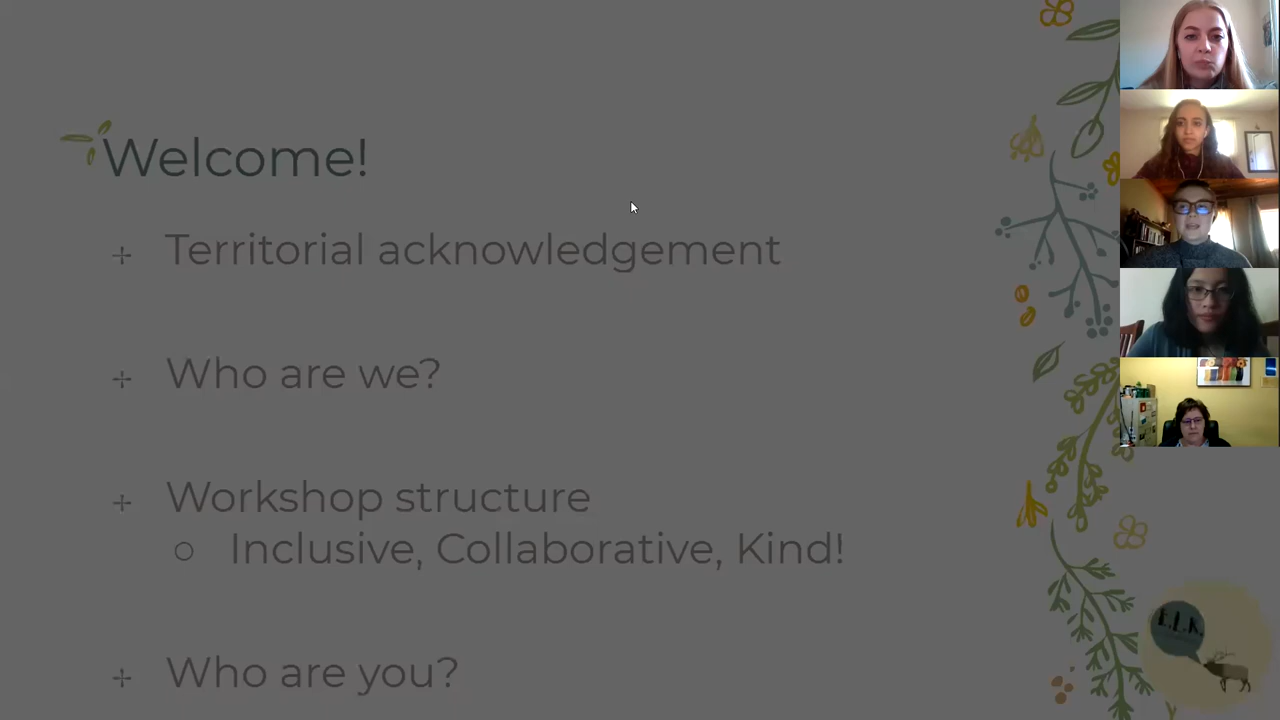 Welcome!
Territorial acknowledgement
Who are we?
Workshop structure
Inclusive, Collaborative, Kind!
Who are you?
E.L.K.